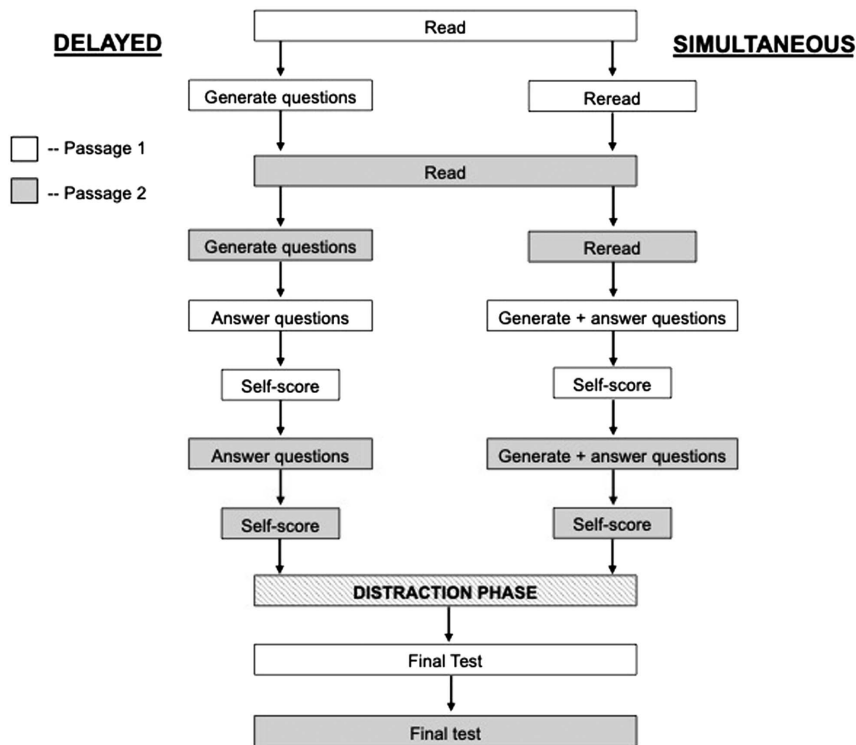 Read
DELAYED
SIMULTANEOUS
Generate questions
Reread
-- Passage 1
Read
-- Passage 2
Generate questions
Reread
Answer questions
Generate + answer questions
Self-score
Self-score
Answer questions
Generate + answer questions
Self-score
Self-score
DISTRACTION PHASE
Final Test
Final test